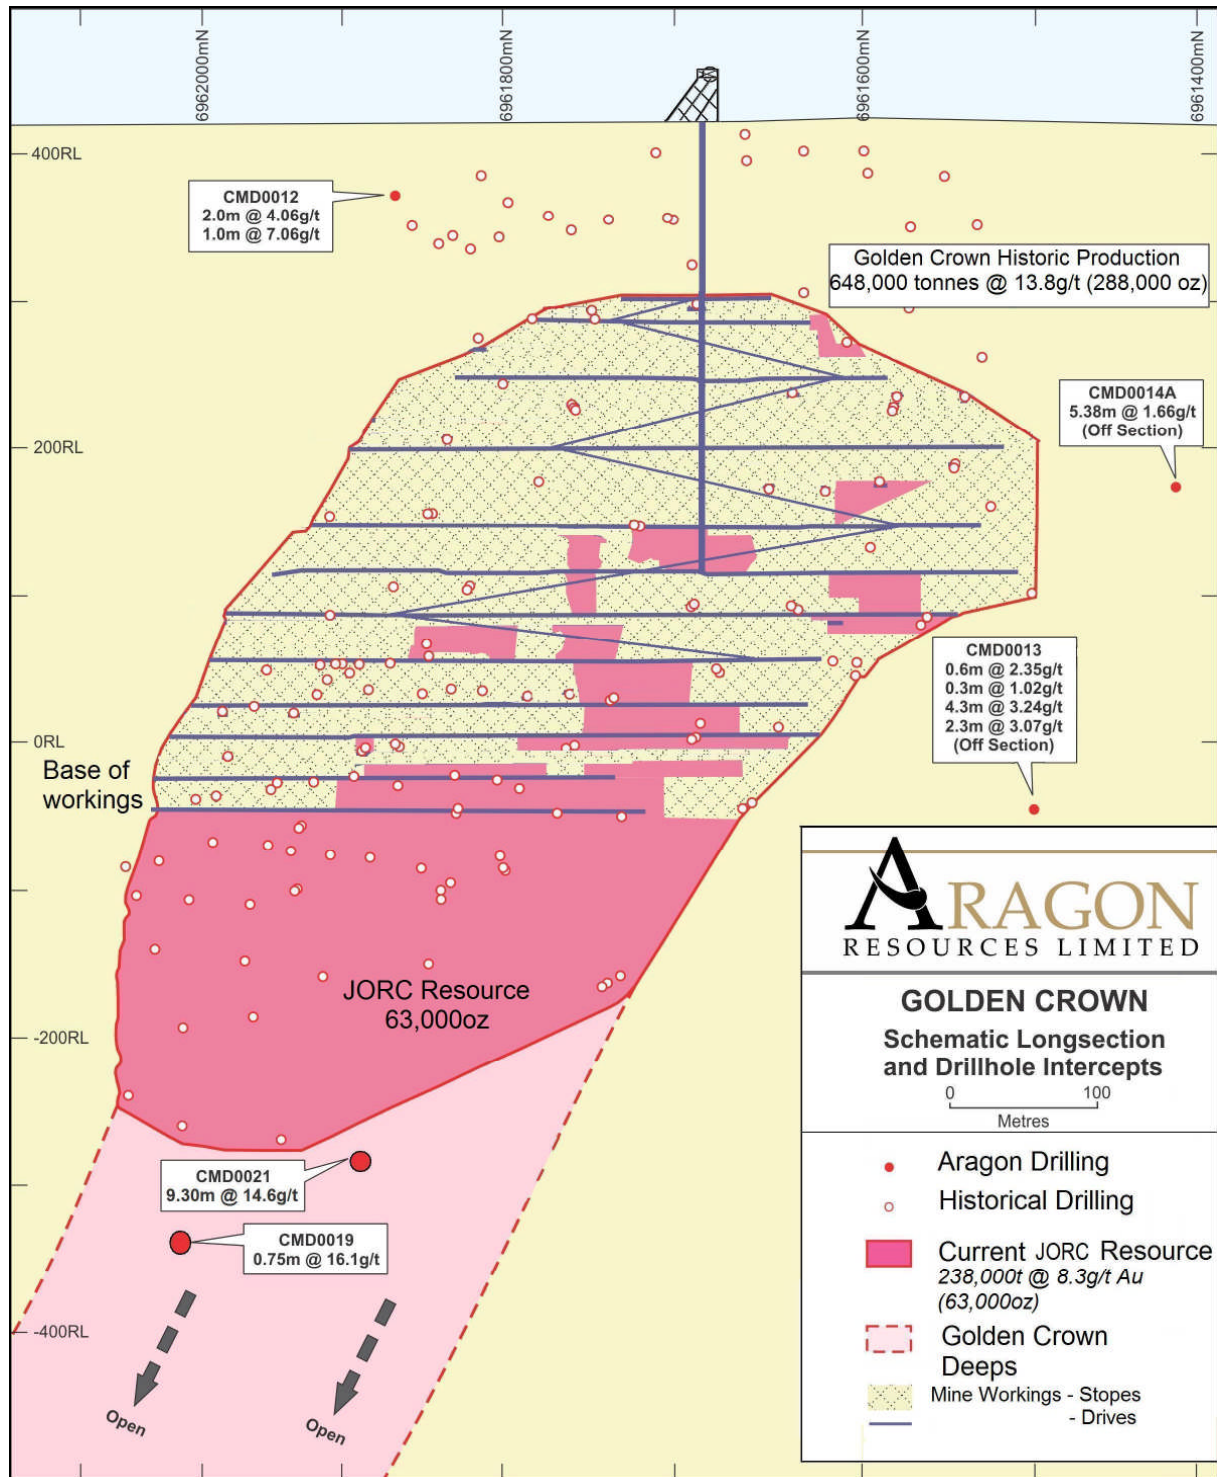 6962000mN
6961800mN
6961600mN
6961400mN
400RL
CMD0012
2.0m @ 4.06g/t
1.0m @ 7.06g/t
Golden Crown Historic Production
648,000 tonnes @ 13.8g/t (288,000 oz)
CMD0014A
5.38m @ 1.66g/t
(Off Section)
200RL
CMD0013
0.6m @ 2.35g/t
0.3m @ 1.02g/t
4.3m @ 3.24g/t
2.3m @ 3.07g/t
(Off Section)
0RL
Base of
workings
JORC Resource
63,000oz
-200RL
CMD0021
9.30m @ 14.6g/t
CMD0019
0.75m @ 16.1g/t
-400RL
Open
Open
ARAGON
RESOURCES LIMITED
GOLDEN CROWN
Schematic Longsection
and Drillhole Intercepts
0 100
Metres
Aragon Drilling
Historical Drilling
Current JORC Resource
238,000t @ 8.3g/t Au
(63,000oz)
Golden Crown
Deeps
Mine Workings - Stopes
- Drives